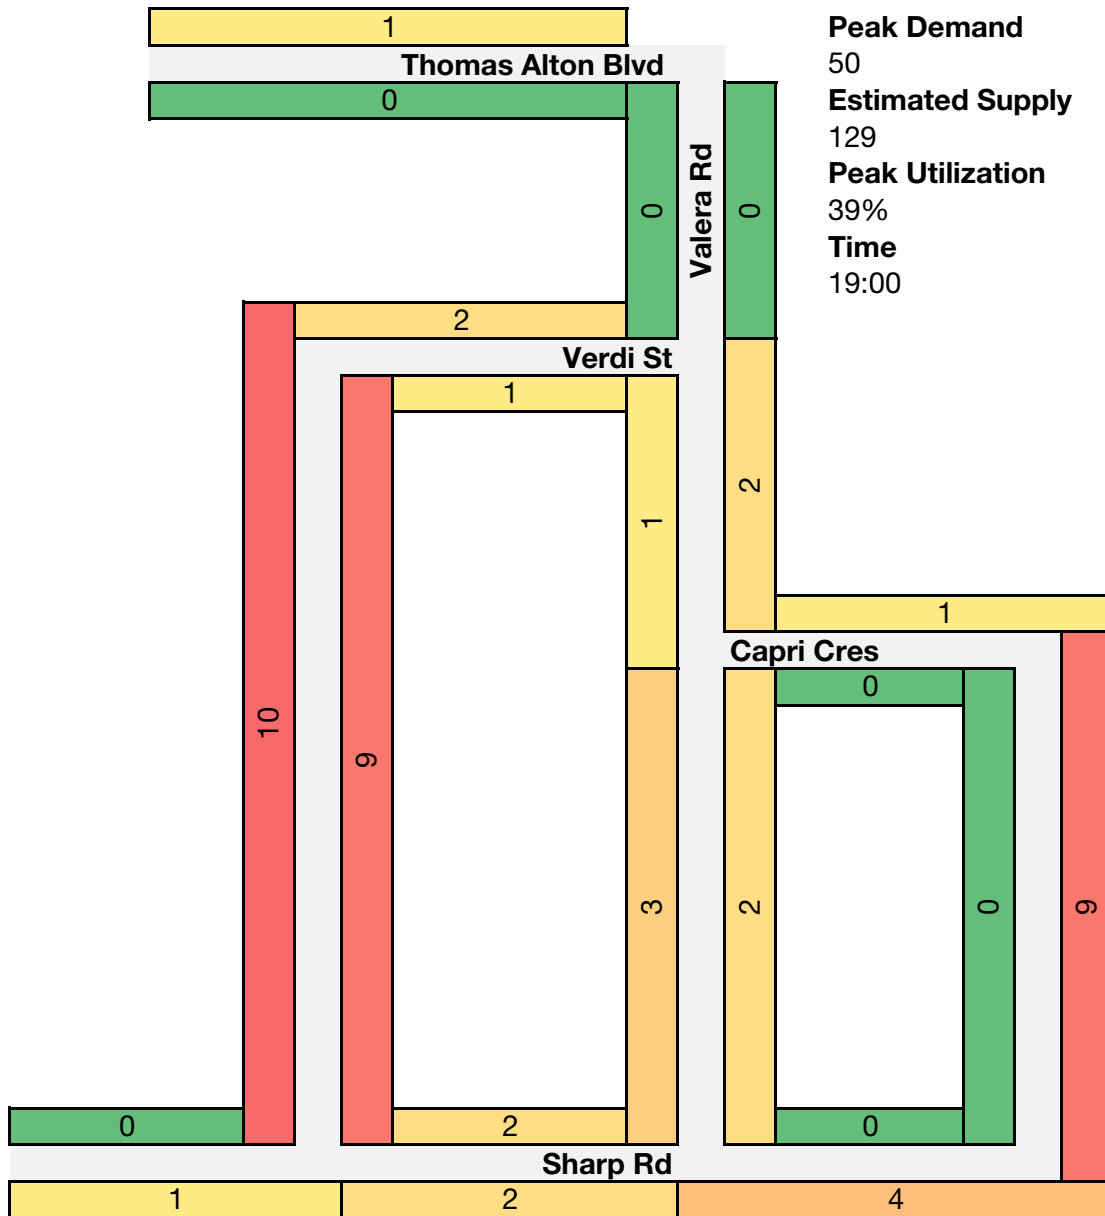 1
Thomas Alton Blvd
0
Peak Demand
50
Estimated Supply
129
Peak Utilization
39%
Time
19:00
0
Valera Rd
0
2
Verdi St
1
1
2
1
Capri Cres
0
10
9
3
2
0
9
0
2
0
Sharp Rd
1
2
4